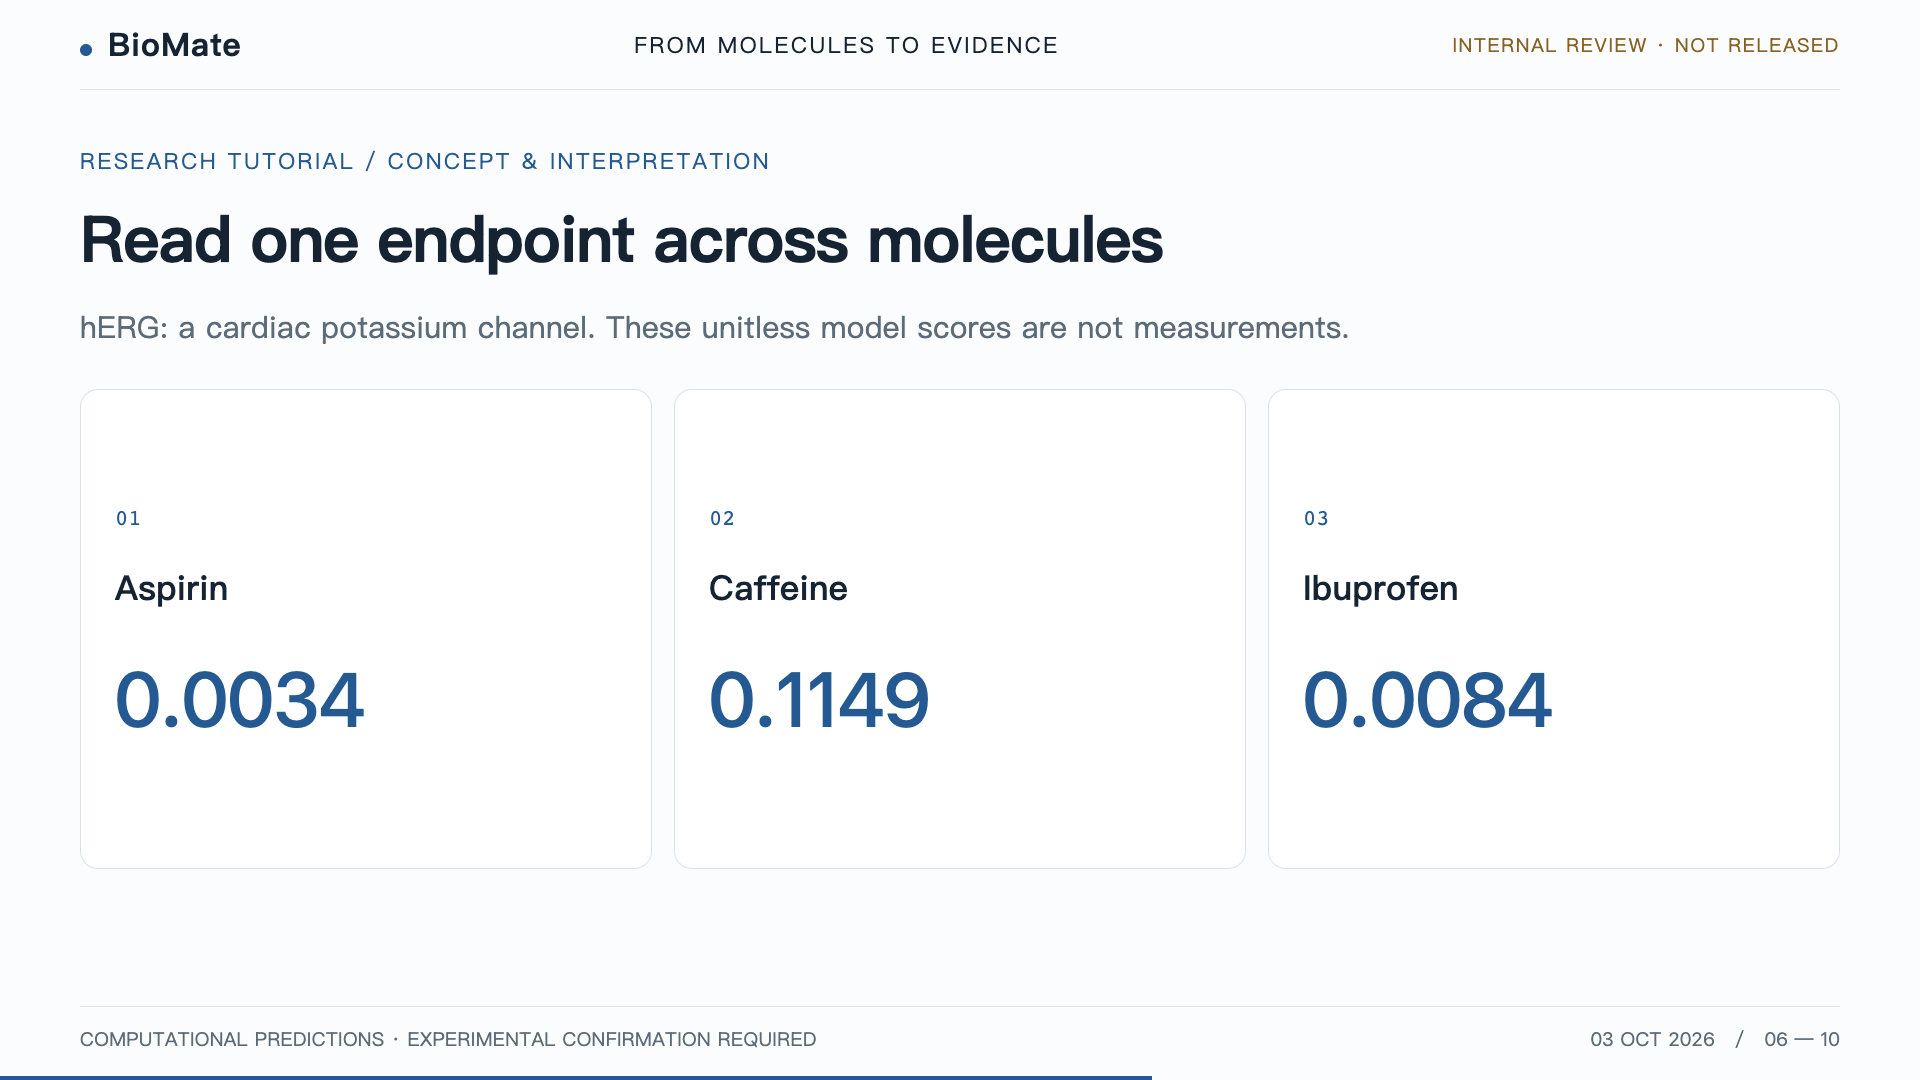 BioMate
FROM MOLECULES TO EVIDENCE
INTERNAL REVIEW · NOT RELEASED
RESEARCH TUTORIAL / CONCEPT & INTERPRETATION
Read one endpoint across molecules
hERG: a cardiac potassium channel. These unitless model scores are not measurements.
01
Aspirin
0.0034
02
Caffeine
0.1149
03
Ibuprofen
0.0084
COMPUTATIONAL PREDICTIONS · EXPERIMENTAL CONFIRMATION REQUIRED
03 OCT 2026 / 06 — 10